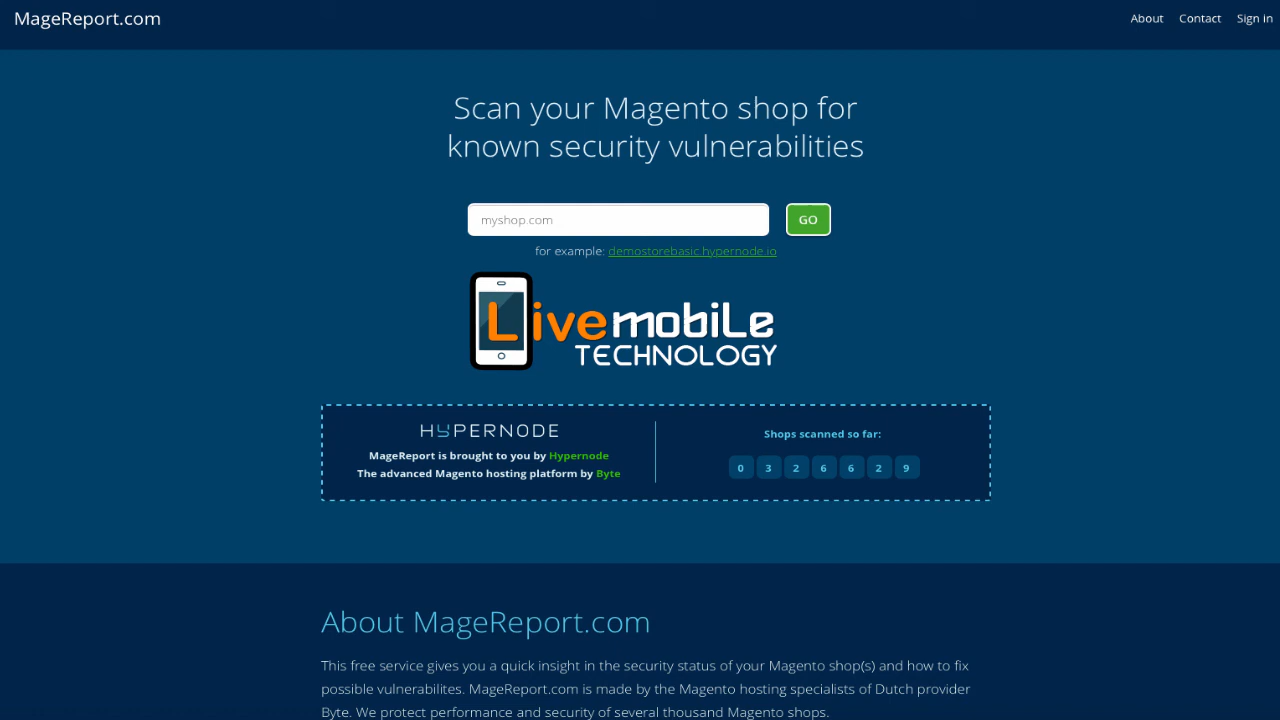 MageReport.com
About Contact Sign in
Scan your Magento shop for
known security vulnerabilities
myshop.com
GO
for example: demostorebasic.hypernode.io
Livemobile
TECHNOLOGY
HYPERNODE
MageReport is brought to you by Hypernode
The advanced Magento hosting platform by Byte
Shops scanned so far:
0 3 2 6 6 2 9
About MageReport.com
This free service gives you a quick insight in the security status of your Magento shop(s) and how to fix
possible vulnerabilites. MageReport.com is made by the Magento hosting specialists of Dutch provider
Byte. We protect performance and security of several thousand Magento shops.